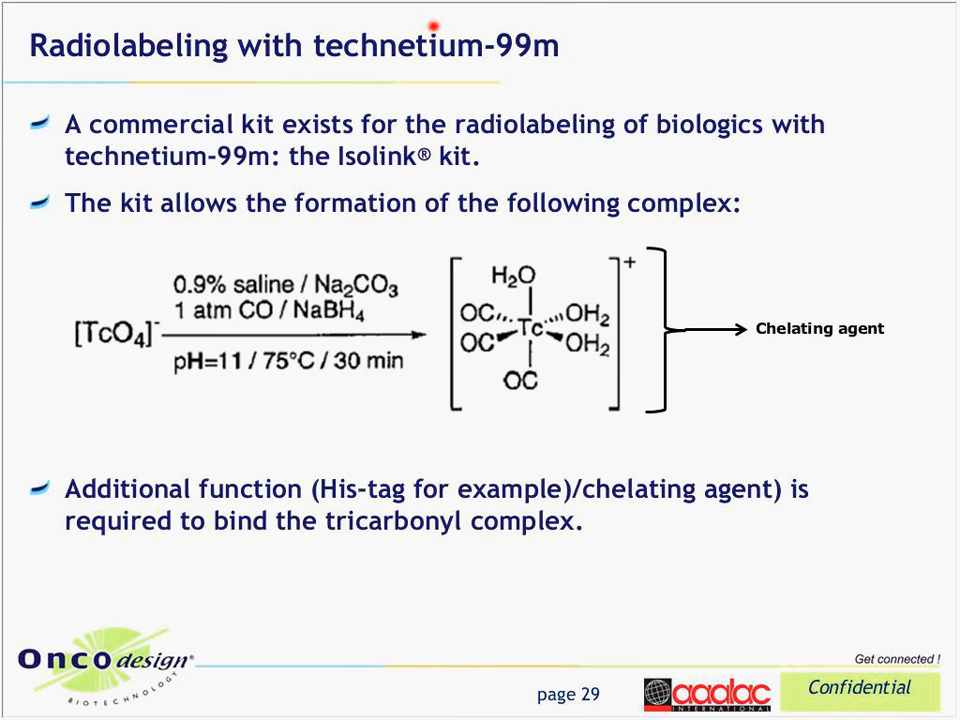 Radiolabeling with technetium-99m
A commercial kit exists for the radiolabeling of biologics with
technetium-99m: the Isolink® kit.
The kit allows the formation of the following complex:
0.9% saline / Na₂CO₃
1 atm CO / NaBH₄
[TcO₄]⁻
pH=11 / 75°C / 30 min
H₂O
+
OC
Tc
OH₂
OC
OH₂
OC
Chelating agent
Additional function (His-tag for example)/chelating agent) is
required to bind the tricarbonyl complex.
Oncodesign®
BIOTECHNOLOGY
Get connected !
page 29
aaalac
INTERNATIONAL
Confidential